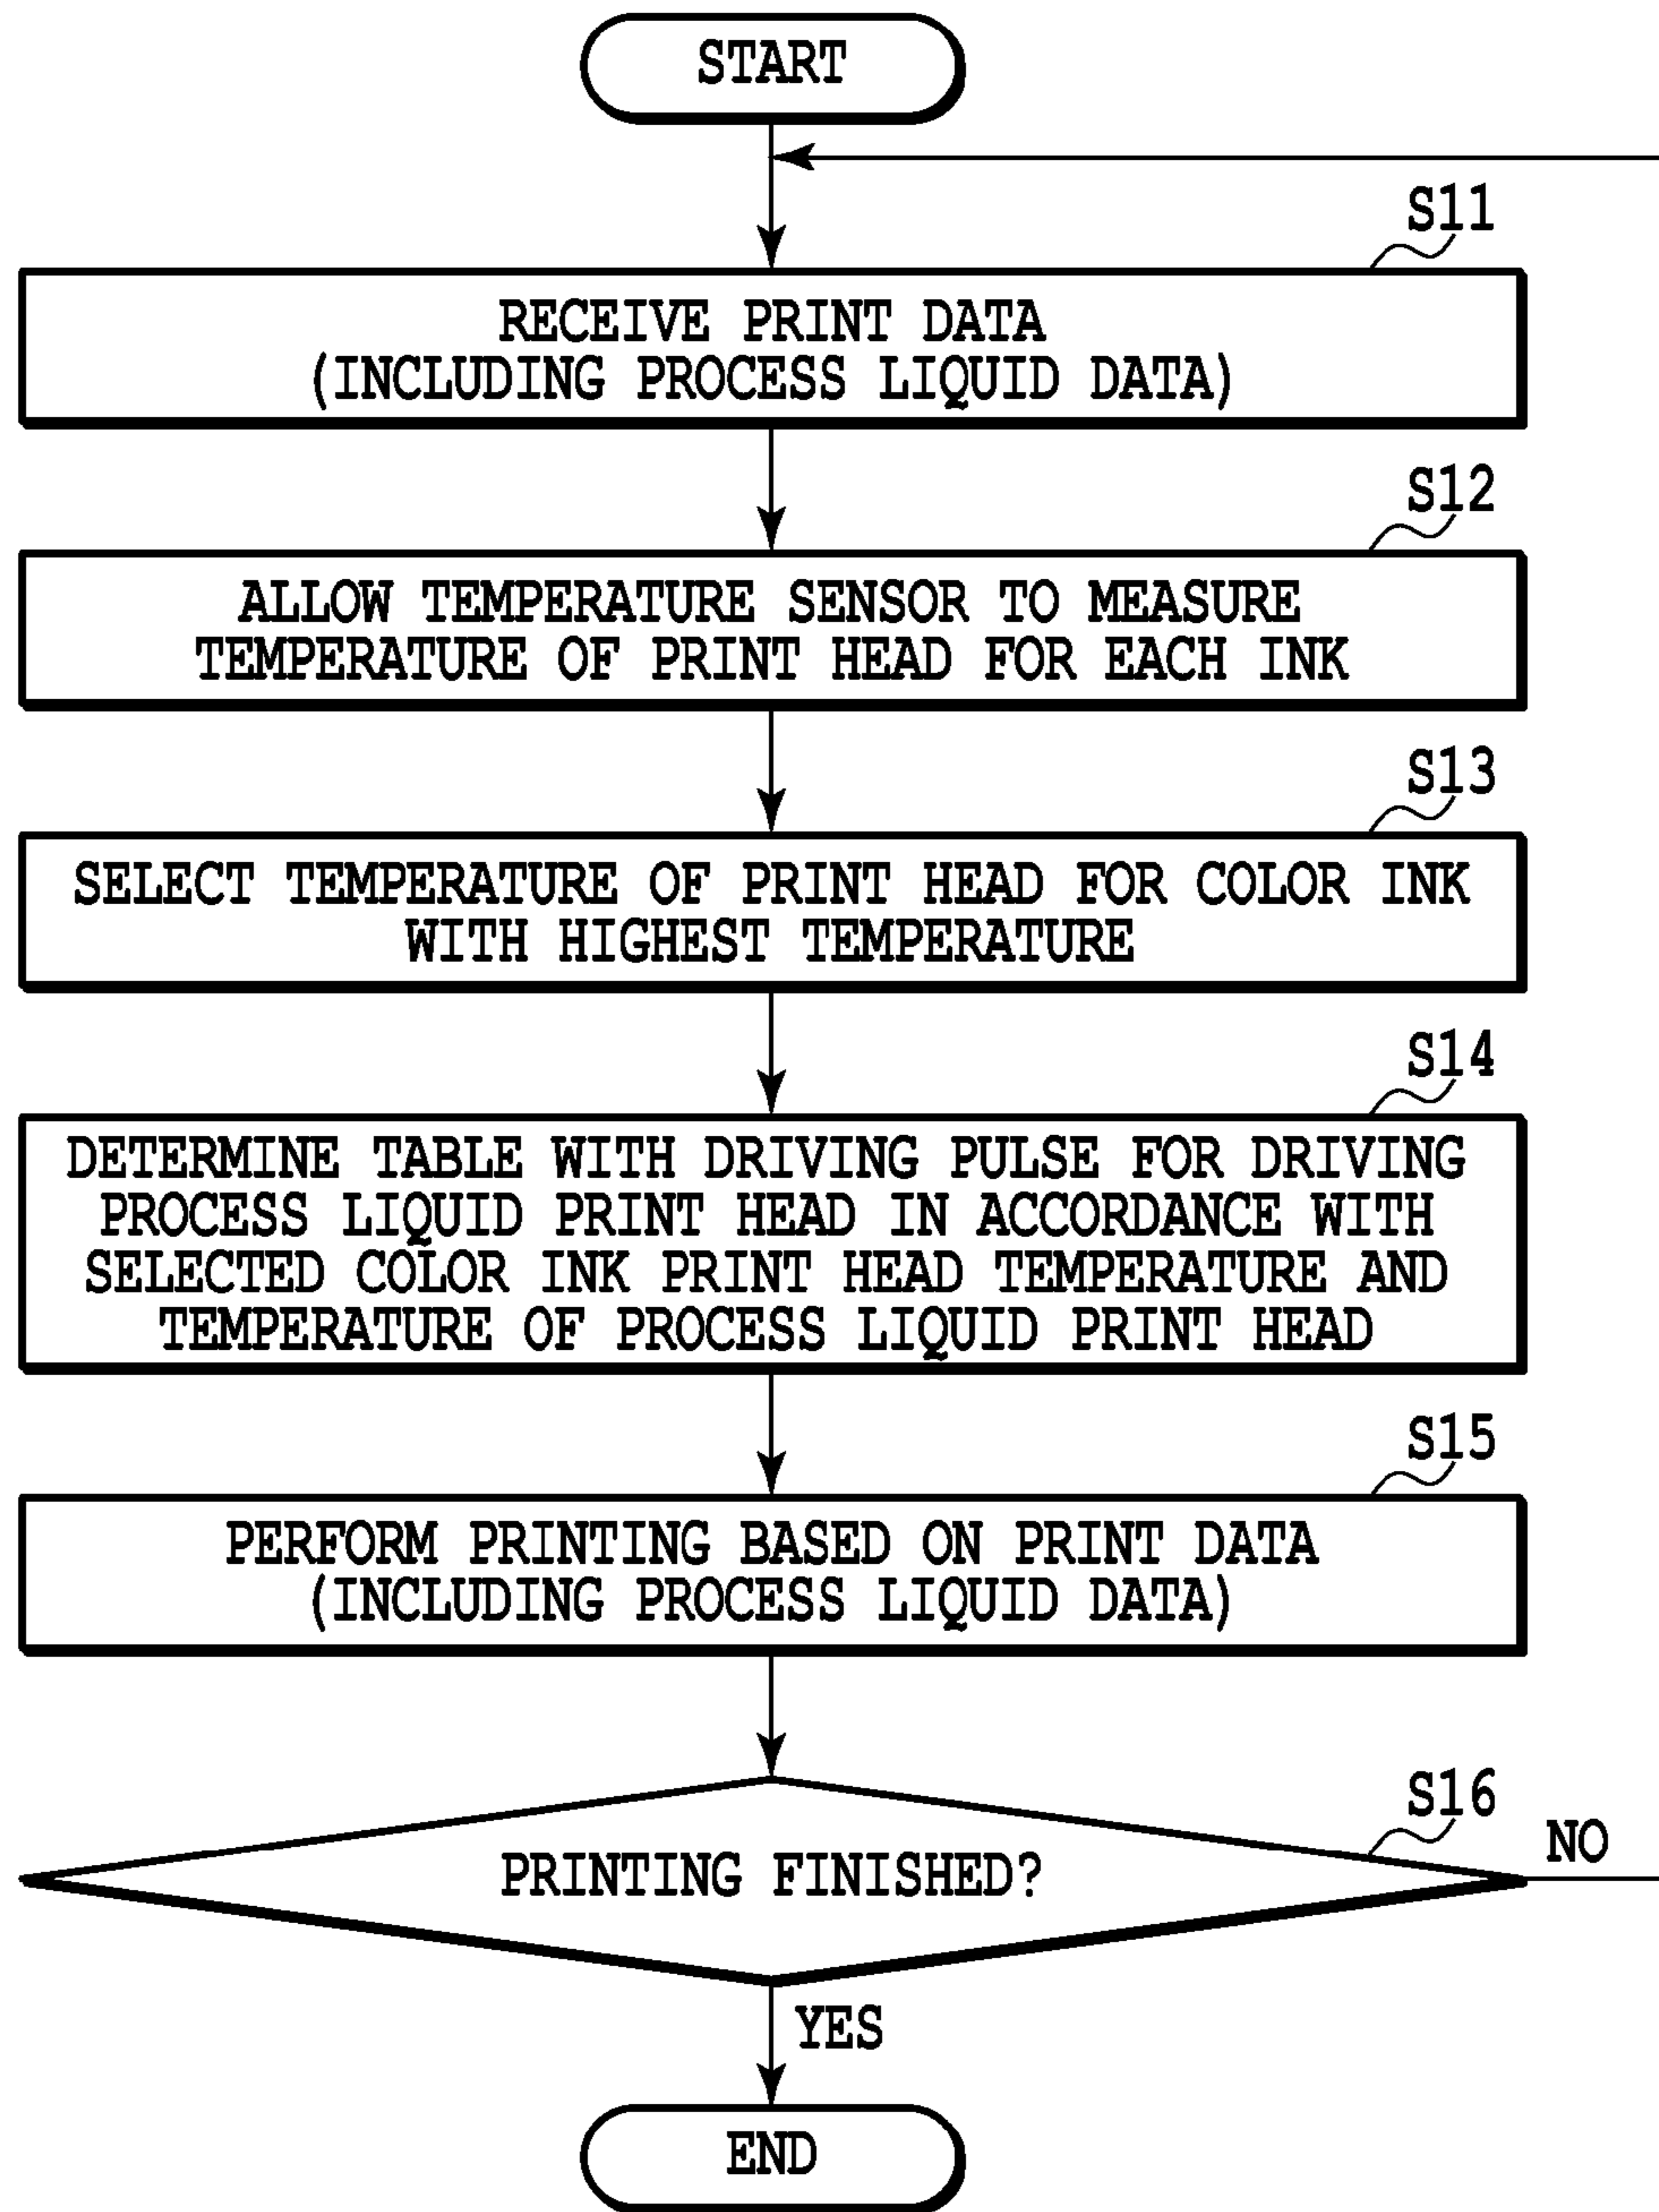 START
S11
RECEIVE PRINT DATA
(INCLUDING PROCESS LIQUID DATA)
S12
ALLOW TEMPERATURE SENSOR TO MEASURE
TEMPERATURE OF PRINT HEAD FOR EACH INK
S13
SELECT TEMPERATURE OF PRINT HEAD FOR COLOR INK
WITH HIGHEST TEMPERATURE
S14
DETERMINE TABLE WITH DRIVING PULSE FOR DRIVING
PROCESS LIQUID PRINT HEAD IN ACCORDANCE WITH
SELECTED COLOR INK PRINT HEAD TEMPERATURE AND
TEMPERATURE OF PROCESS LIQUID PRINT HEAD
S15
PERFORM PRINTING BASED ON PRINT DATA
(INCLUDING PROCESS LIQUID DATA)
S16
NO
PRINTING FINISHED?
YES
END